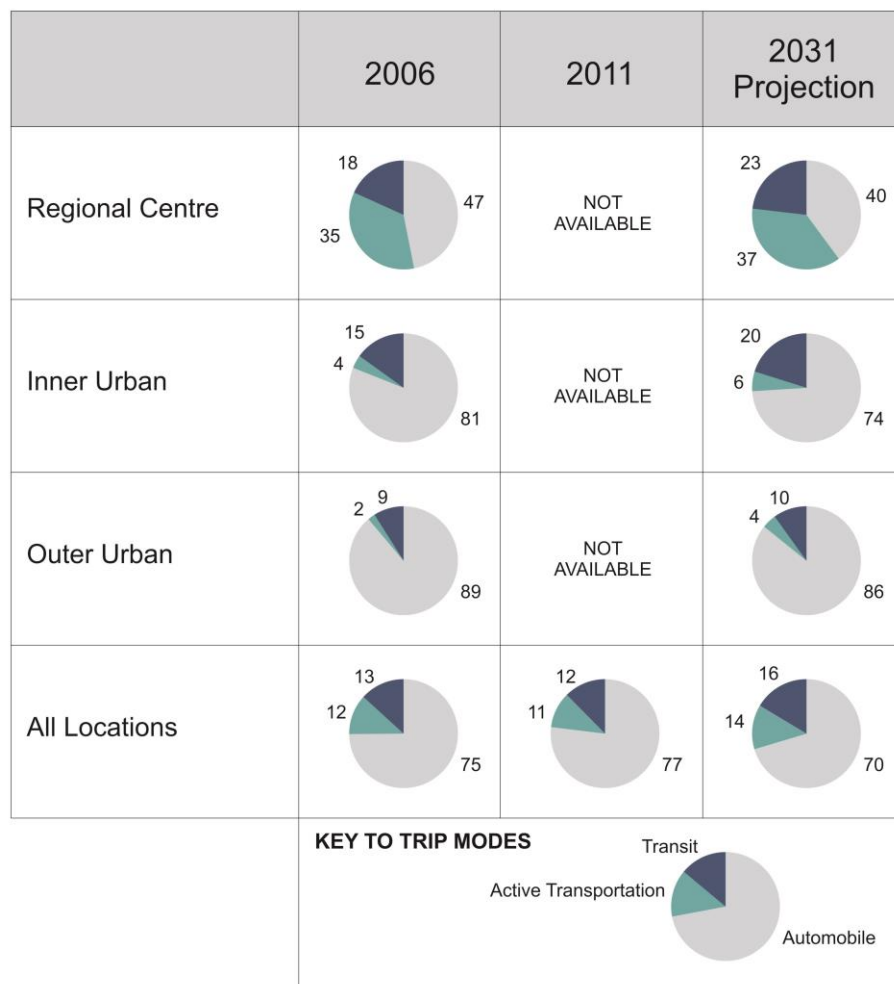 2006
2011
2031
Projection
Regional Centre
18
47
35
NOT
AVAILABLE
23
40
37
Inner Urban
15
4
81
NOT
AVAILABLE
20
6
74
Outer Urban
2
9
89
NOT
AVAILABLE
10
4
86
All Locations
13
12
75
12
11
77
16
14
70
KEY TO TRIP MODES
Transit
Active Transportation
Automobile